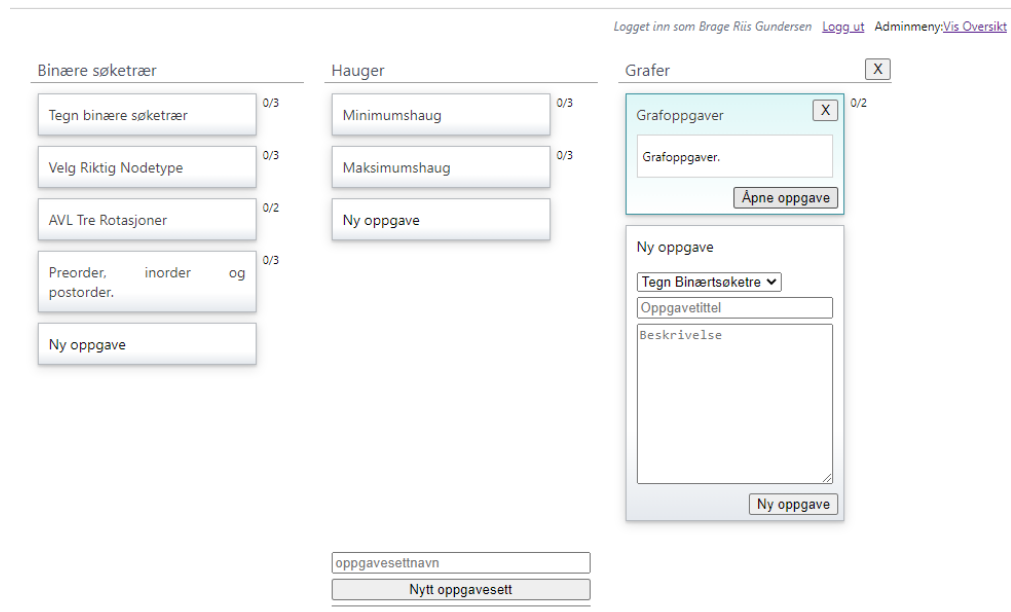 Logget inn som Brage Riis Gundersen Logg ut Adminmeny:Vis Oversikt
Binære søketrær
Tegn binære søketrær
0/3
Velg Riktig Nodetype
0/3
AVL Tre Rotasjoner
0/2
Preorder, inorder og
postorder.
0/3
Ny oppgave
Hauger
Minimumshaug
0/3
Maksimumshaug
0/3
Ny oppgave
Grafer
X
Grafoppgaver
X
0/2
Grafoppgaver.
Åpne oppgave
Ny oppgave
Tegn Binærtsøketre
Oppgavetittel
Beskrivelse
Ny oppgave
oppgavesettnavn
Nytt oppgavesett